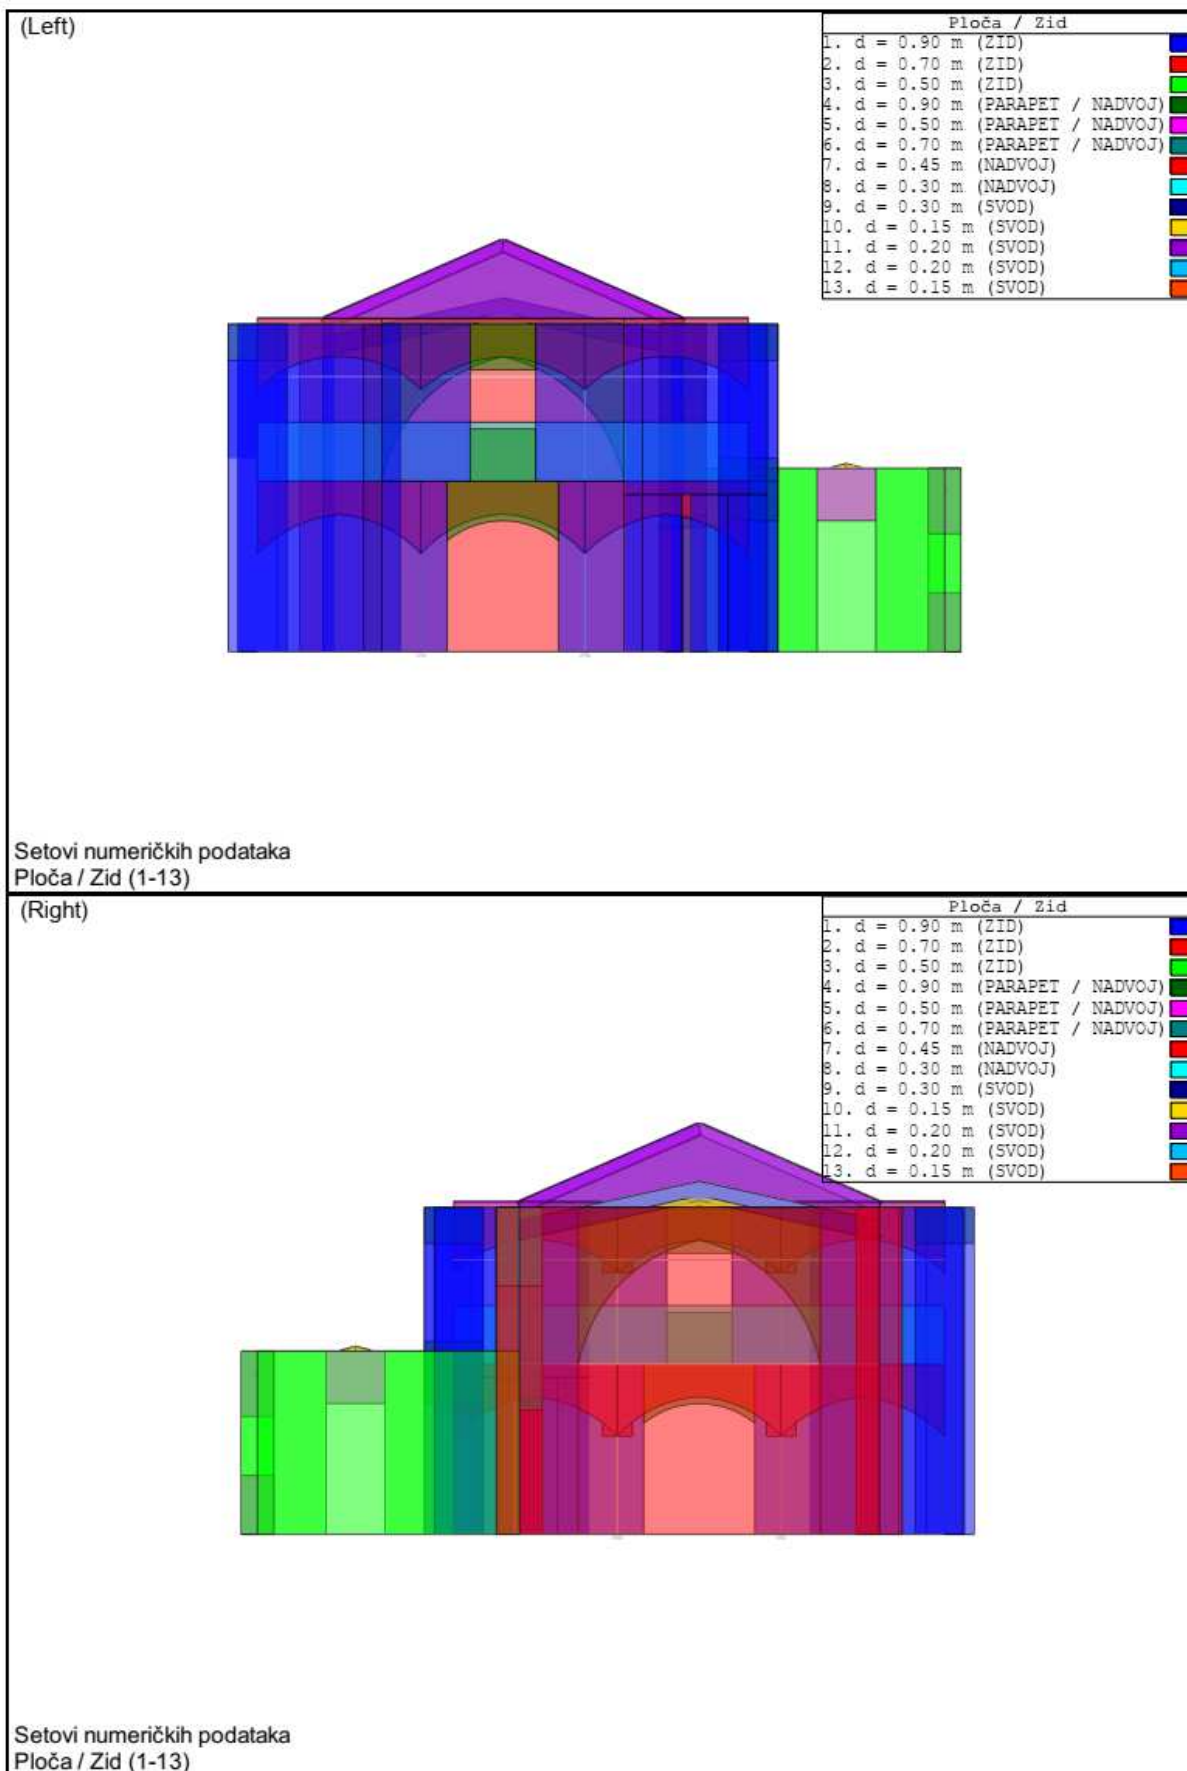 (Left)
Ploča / Zid
1. d = 0.90 m (ZID)
2. d = 0.70 m (ZID)
3. d = 0.50 m (ZID)
4. d = 0.90 m (PARAPET / NADVOJ)
5. d = 0.50 m (PARAPET / NADVOJ)
6. d = 0.70 m (PARAPET / NADVOJ)
7. d = 0.45 m (NADVOJ)
8. d = 0.30 m (NADVOJ)
9. d = 0.30 m (SVOD)
10. d = 0.15 m (SVOD)
11. d = 0.20 m (SVOD)
12. d = 0.20 m (SVOD)
13. d = 0.15 m (SVOD)
Setovi numeričkih podataka
Ploča / Zid (1-13)
(Right)
Ploča / Zid
1. d = 0.90 m (ZID)
2. d = 0.70 m (ZID)
3. d = 0.50 m (ZID)
4. d = 0.90 m (PARAPET / NADVOJ)
5. d = 0.50 m (PARAPET / NADVOJ)
6. d = 0.70 m (PARAPET / NADVOJ)
7. d = 0.45 m (NADVOJ)
8. d = 0.30 m (NADVOJ)
9. d = 0.30 m (SVOD)
10. d = 0.15 m (SVOD)
11. d = 0.20 m (SVOD)
12. d = 0.20 m (SVOD)
13. d = 0.15 m (SVOD)
Setovi numeričkih podataka
Ploča / Zid (1-13)